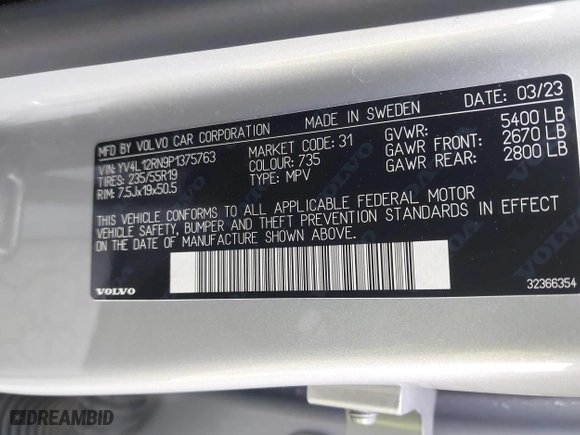 MADE IN SWEDEN DATE: 03/23
MFD BY VOLVO CAR CORPORATION
VIN: YV4L12RN9P1375763 MARKET CODE: 31 GVWR: 5400 LB
TIRES: 235/55R19 COLOUR: 735 GAWR FRONT: 2670 LB
RIM: 7.5Jx19x50.5 TYPE: MPV GAWR REAR: 2800 LB
THIS VEHICLE CONFORMS TO ALL APPLICABLE FEDERAL MOTOR
VEHICLE SAFETY, BUMPER AND THEFT PREVENTION STANDARDS IN EFFECT
ON THE DATE OF MANUFACTURE SHOWN ABOVE.
VOLVO 32366354
DREAMBID